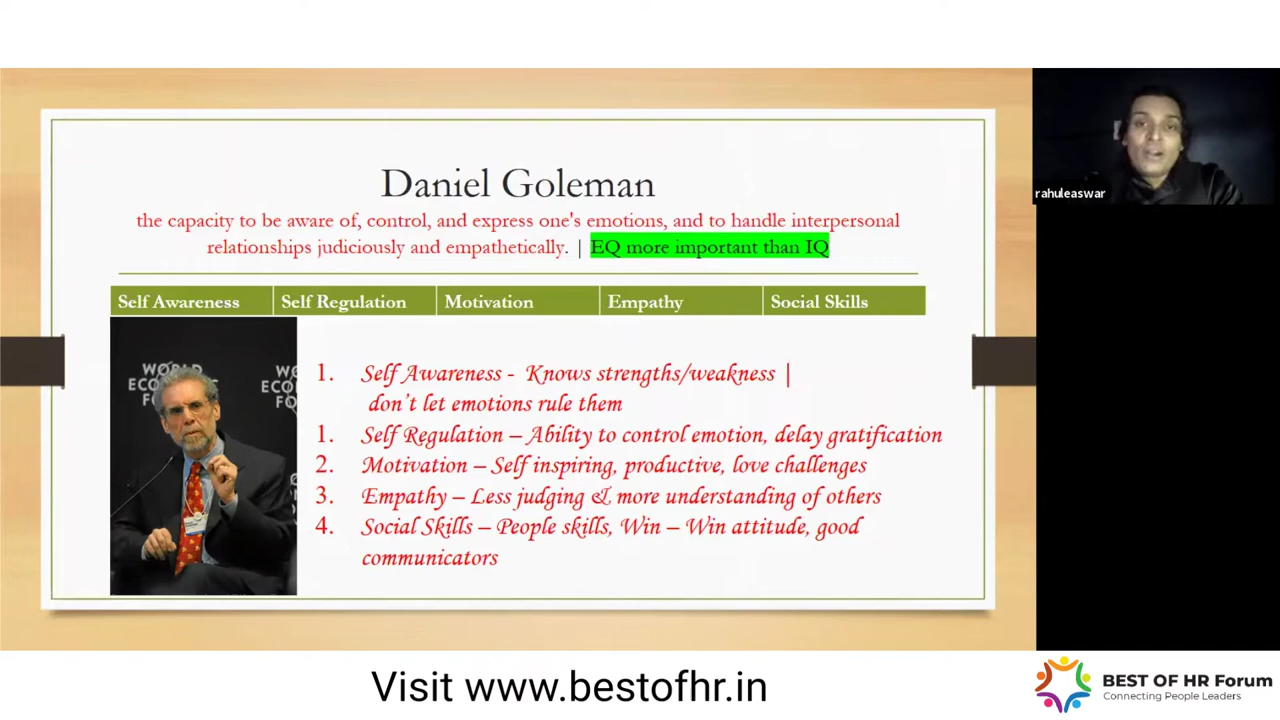 Daniel Goleman
the capacity to be aware of, control, and express one's emotions, and to handle interpersonal
relationships judiciously and empathetically. | EQ more important than IQ
Self Awareness
Self Regulation
Motivation
Empathy
Social Skills
WORLD
ECONOMIC
FO
1. Self Awareness - Knows strengths/weakness |
don't let emotions rule them
1. Self Regulation – Ability to control emotion, delay gratification
2. Motivation – Self inspiring, productive, love challenges
3. Empathy – Less judging & more understanding of others
4. Social Skills – People skills, Win – Win attitude, good
communicators
rahuleaswar
Visit www.bestofhr.in
BEST OF HR Forum
Connecting People Leaders